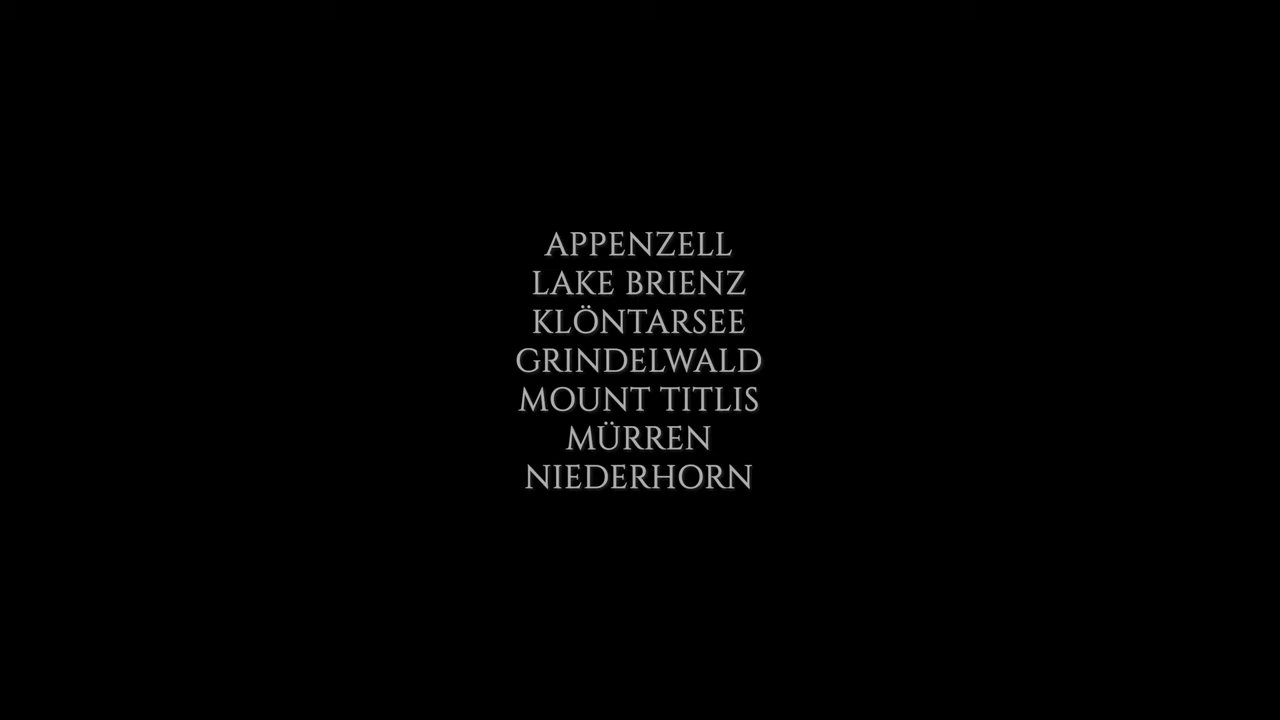 APPENZELL
LAKE BRIENZ
KLÖNTARSEE
GRINDELWALD
MOUNT TITLIS
MÜRREN
NIEDERHORN